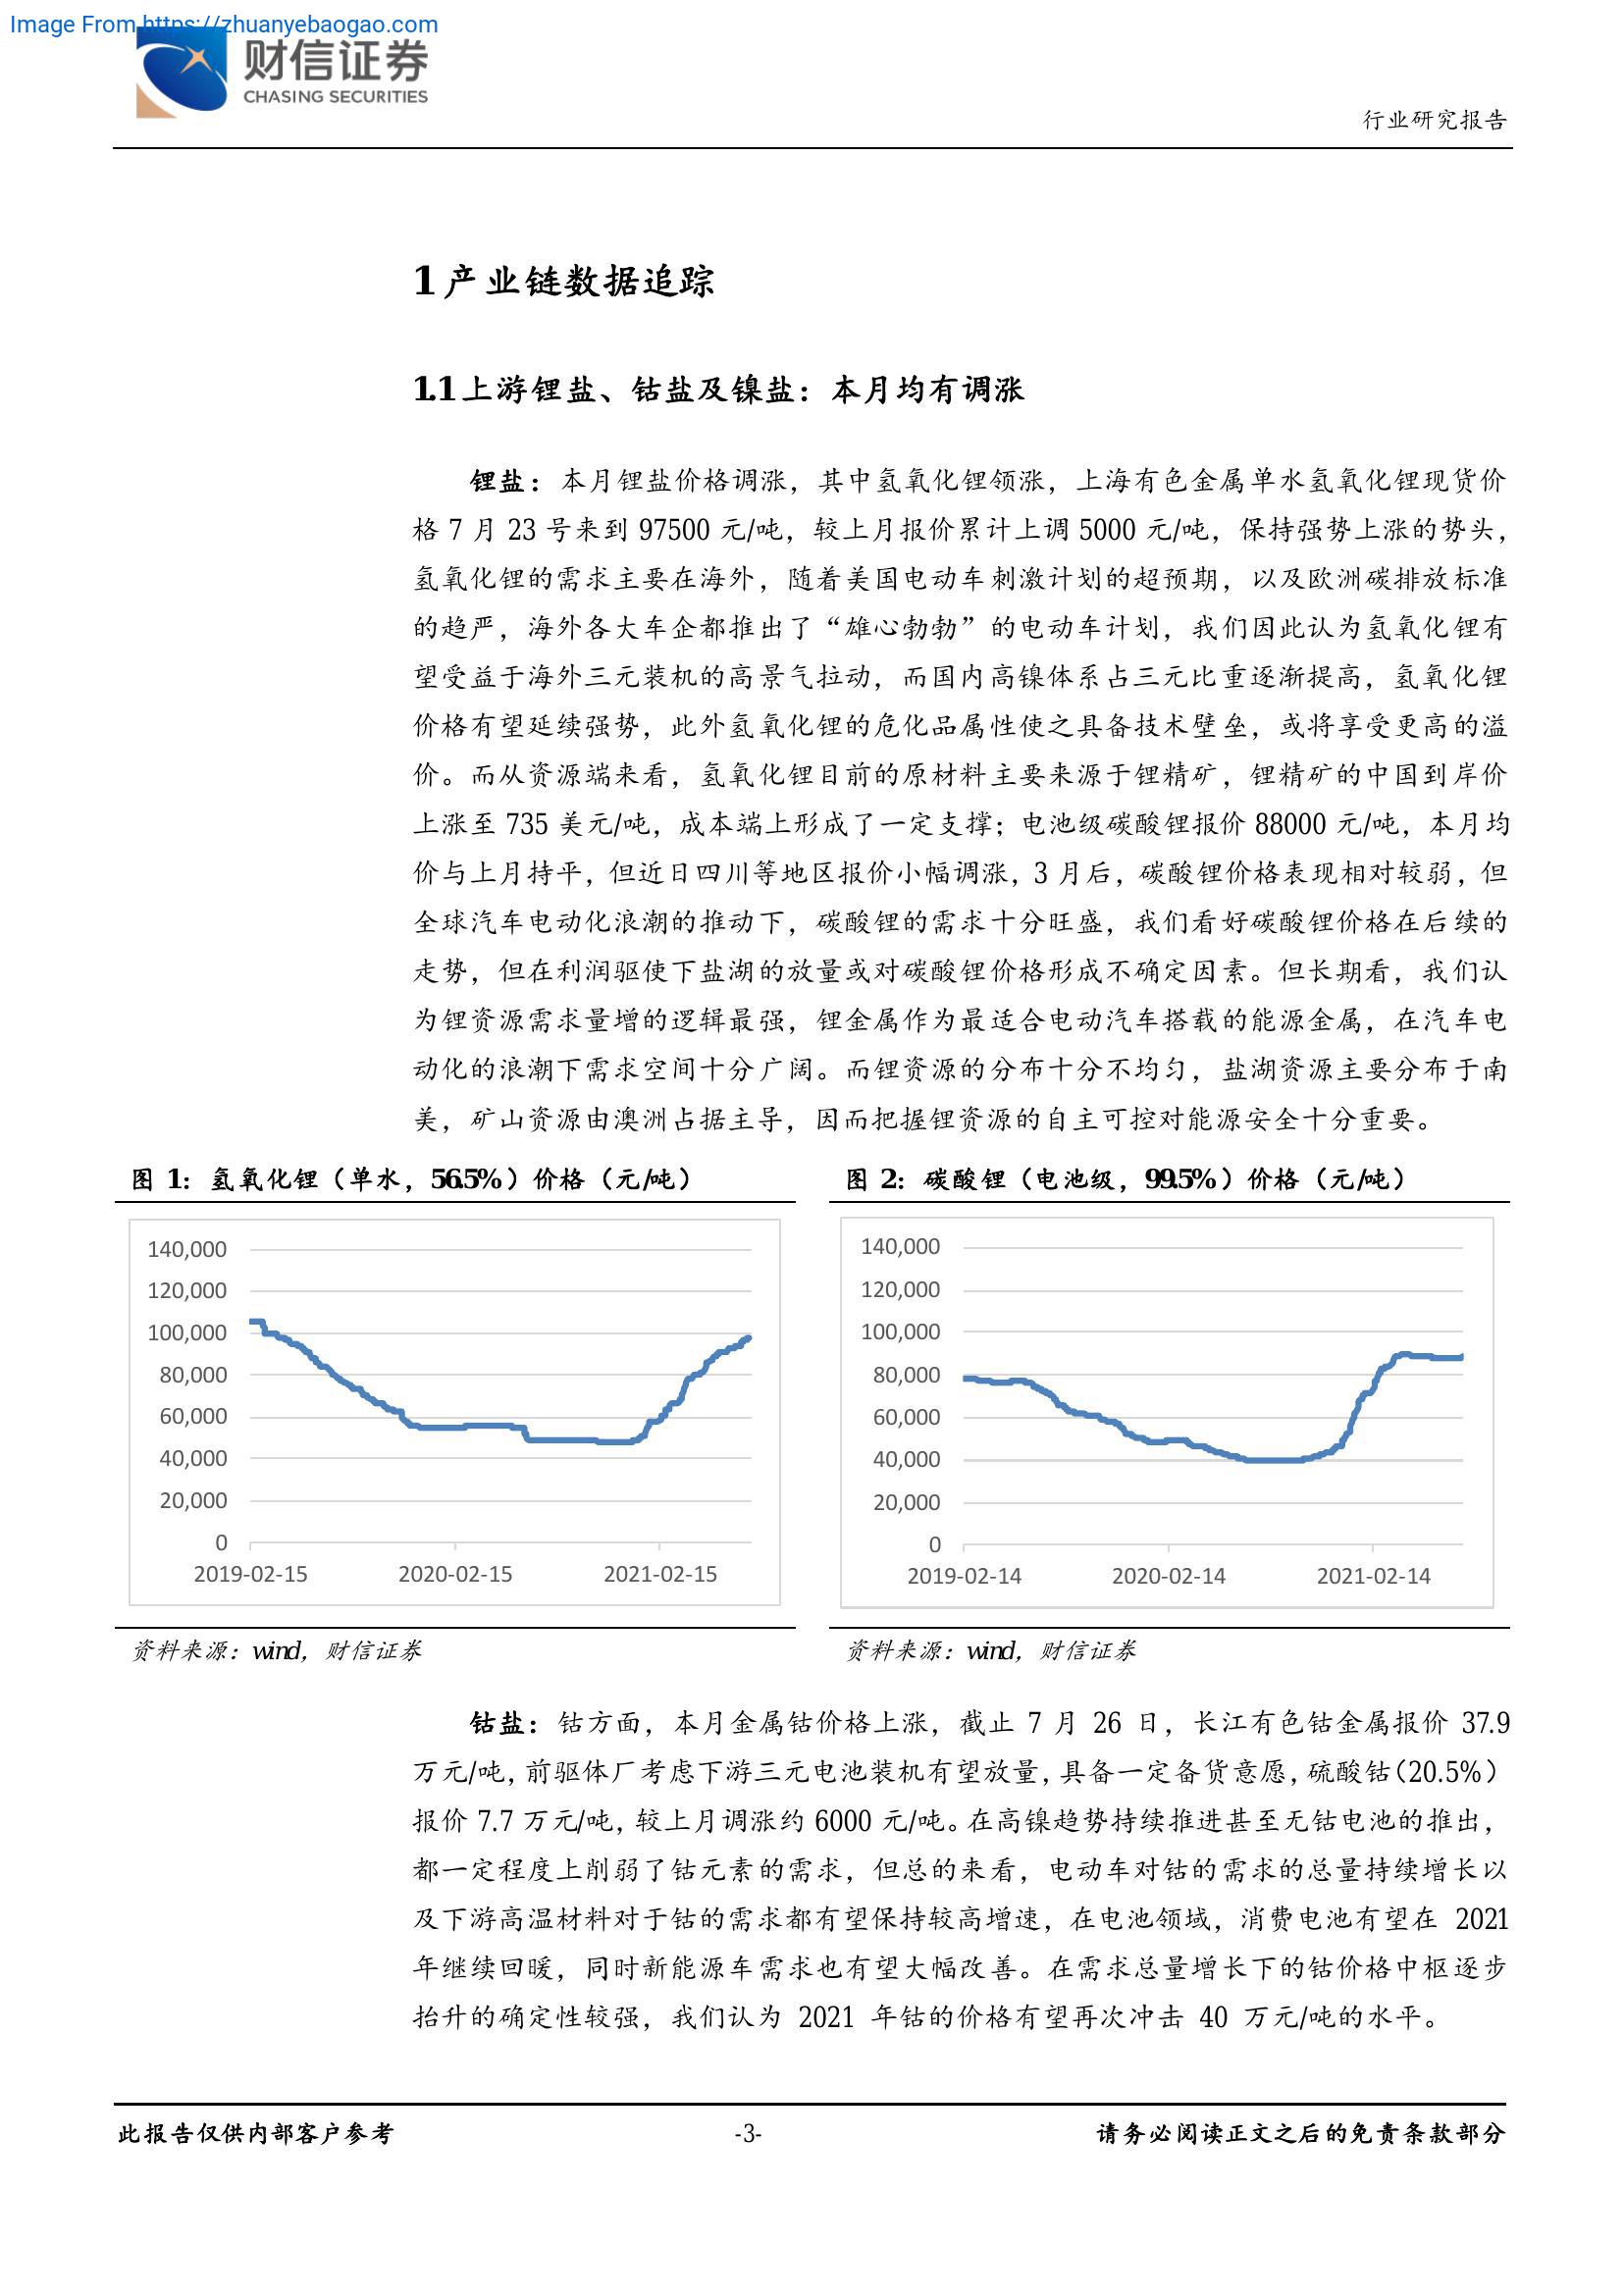 Image From https://zhuanyebaogao.com
财信证券
CHASING SECURITIES
行业研究报告
1 产业链数据追踪
1.1 上游锂盐、钴盐及镍盐：本月均有调涨
锂盐：本月锂盐价格调涨，其中氢氧化锂领涨，上海有色金属单水氢氧化锂现货价
格 7 月 23 号来到 97500 元/吨，较上月报价累计上调 5000 元/吨，保持强势上涨的势头，
氢氧化锂的需求主要在海外，随着美国电动车刺激计划的超预期，以及欧洲碳排放标准
的趋严，海外各大车企都推出了“雄心勃勃”的电动车计划，我们因此认为氢氧化锂有
望受益于海外三元装机的高景气拉动，而国内高镍体系占三元比重逐渐提高，氢氧化锂
价格有望延续强势，此外氢氧化锂的危化品属性使之具备技术壁垒，或将享受更高的溢
价。而从资源端来看，氢氧化锂目前的原材料主要来源于锂精矿，锂精矿的中国到岸价
上涨至 735 美元/吨，成本端上形成了一定支撑；电池级碳酸锂报价 88000 元/吨，本月均
价与上月持平，但近日四川等地区报价小幅调涨，3 月后，碳酸锂价格表现相对较弱，但
全球汽车电动化浪潮的推动下，碳酸锂的需求十分旺盛，我们看好碳酸锂价格在后续的
走势，但在利润驱使下盐湖的放量或对碳酸锂价格形成不确定因素。但长期看，我们认
为锂资源需求量增的逻辑最强，锂金属作为最适合电动汽车搭载的能源金属，在汽车电
动化的浪潮下需求空间十分广阔。而锂资源的分布十分不均匀，盐湖资源主要分布于南
美，矿山资源由澳洲占据主导，因而把握锂资源的自主可控对能源安全十分重要。
图 1：氢氧化锂（单水，56.5%）价格（元/吨）
140,000
120,000
100,000
80,000
60,000
40,000
20,000
0
2019-02-15 2020-02-15 2021-02-15
资料来源：wind，财信证券
图 2：碳酸锂（电池级，99.5%）价格（元/吨）
140,000
120,000
100,000
80,000
60,000
40,000
20,000
0
2019-02-14 2020-02-14 2021-02-14
资料来源：wind，财信证券
钴盐：钴方面，本月金属钴价格上涨，截止 7 月 26 日，长江有色钴金属报价 37.9
万元/吨，前驱体厂考虑下游三元电池装机有望放量，具备一定备货意愿，硫酸钴（20.5%）
报价 7.7 万元/吨，较上月调涨约 6000 元/吨。在高镍趋势持续推进甚至无钴电池的推出，
都一定程度上削弱了钴元素的需求，但总的来看，电动车对钴的需求的总量持续增长以
及下游高温材料对于钴的需求都有望保持较高增速，在电池领域，消费电池有望在 2021
年继续回暖，同时新能源车需求也有望大幅改善。在需求总量增长下的钴价格中枢逐步
抬升的确定性较强，我们认为 2021 年钴的价格有望再次冲击 40 万元/吨的水平。
此报告仅供内部客户参考
-3-
请务必阅读正文之后的免责条款部分